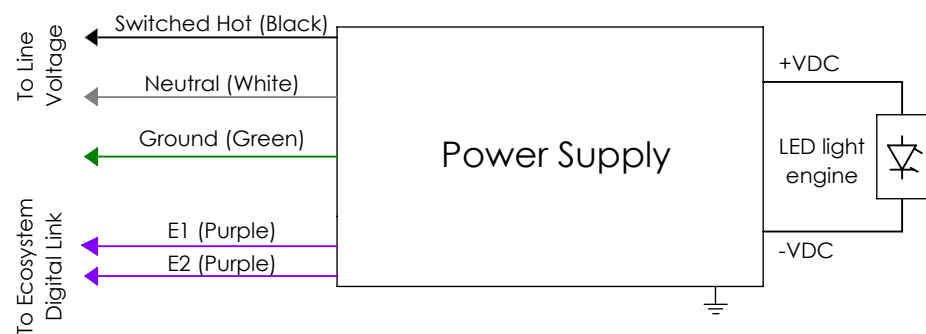 To Line
Voltage
Switched Hot (Black)
Neutral (White)
Ground (Green)
To Ecosystem
Digital Link
E1 (Purple)
E2 (Purple)
Power Supply
+VDC
LED light
engine
-VDC